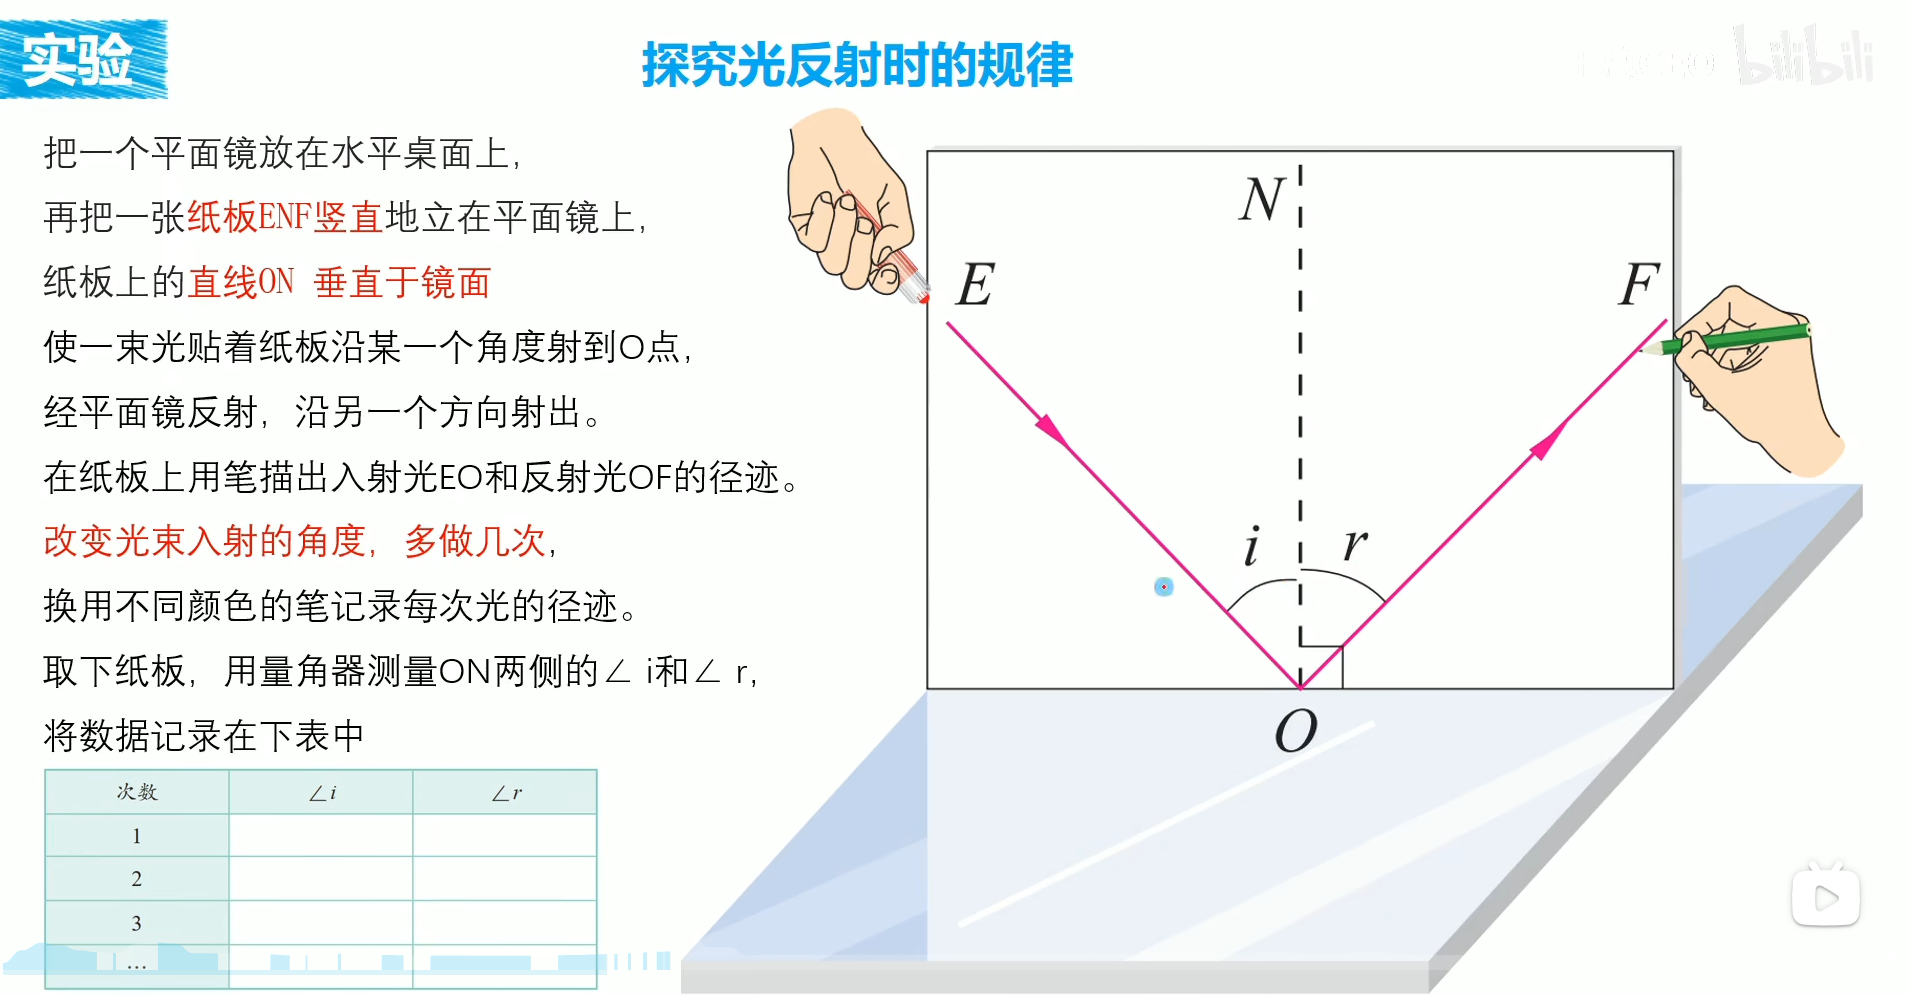 实验
探究光反射时的规律
bilibili
把一个平面镜放在水平桌面上，
再把一张纸板ENF竖直地立在平面镜上，
纸板上的直线ON 垂直于镜面
使一束光贴着纸板沿某一个角度射到O点，
经平面镜反射，沿另一个方向射出。
在纸板上用笔描出入射光EO和反射光OF的径迹。
改变光束入射的角度，多做几次，
换用不同颜色的笔记录每次光的径迹。
取下纸板，用量角器测量ON两侧的∠ i和∠ r，
将数据记录在下表中
次数 ∠i ∠r
1
2
3
…
N
E
F
i
r
O